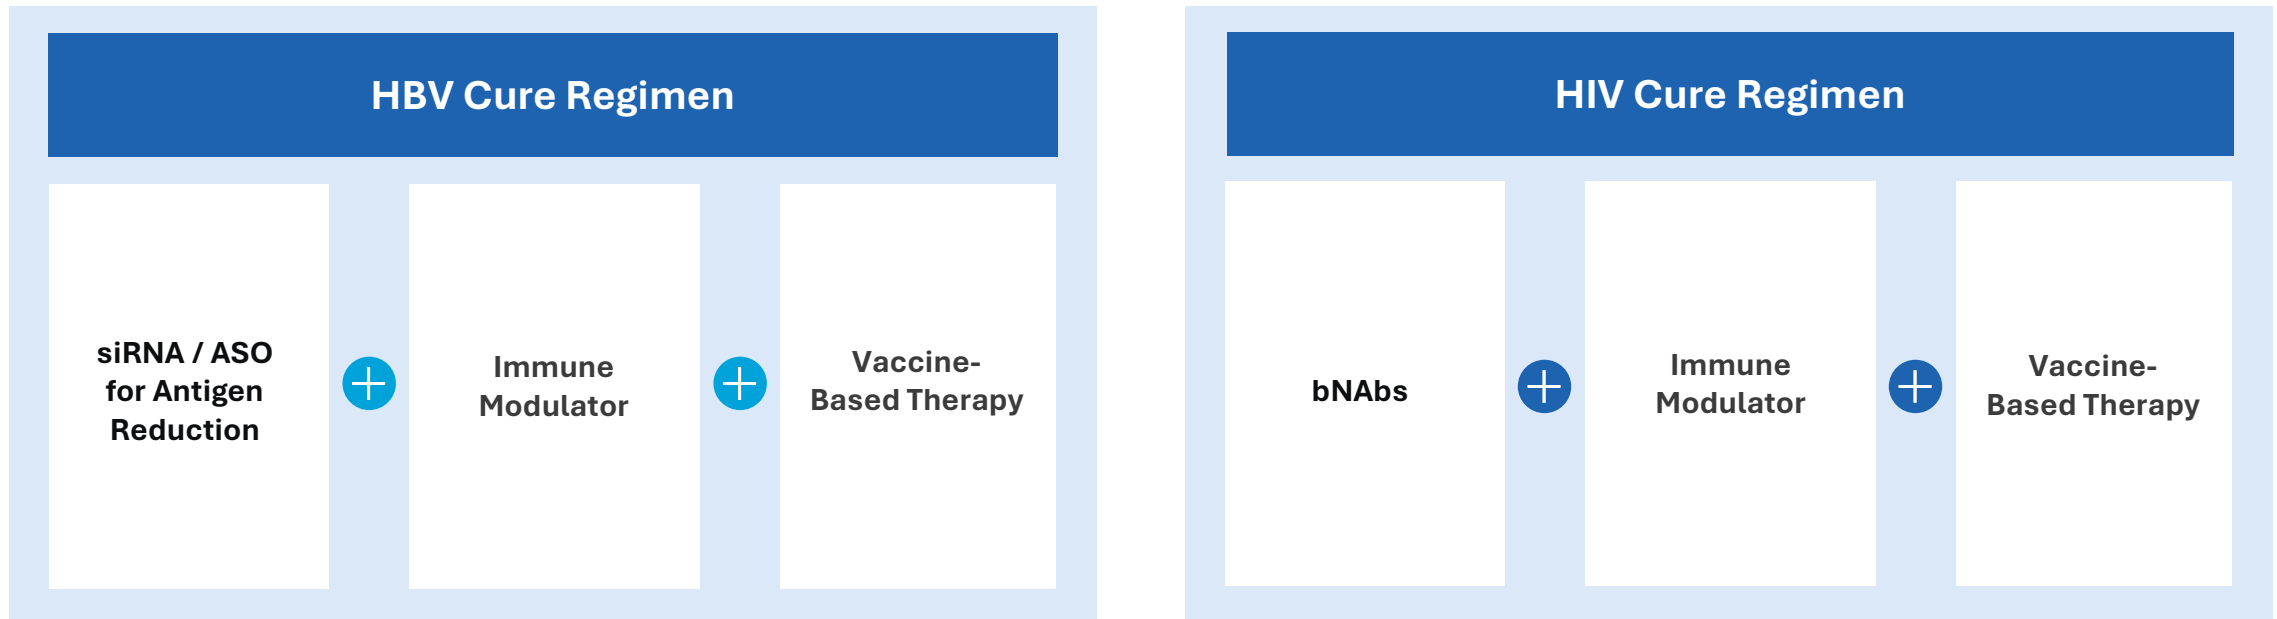 HBV Cure Regimen
siRNA / ASO
for Antigen
Reduction
Immune
Modulator
Vaccine-
Based Therapy
HIV Cure Regimen
bNAbs
Immune
Modulator
Vaccine-
Based Therapy